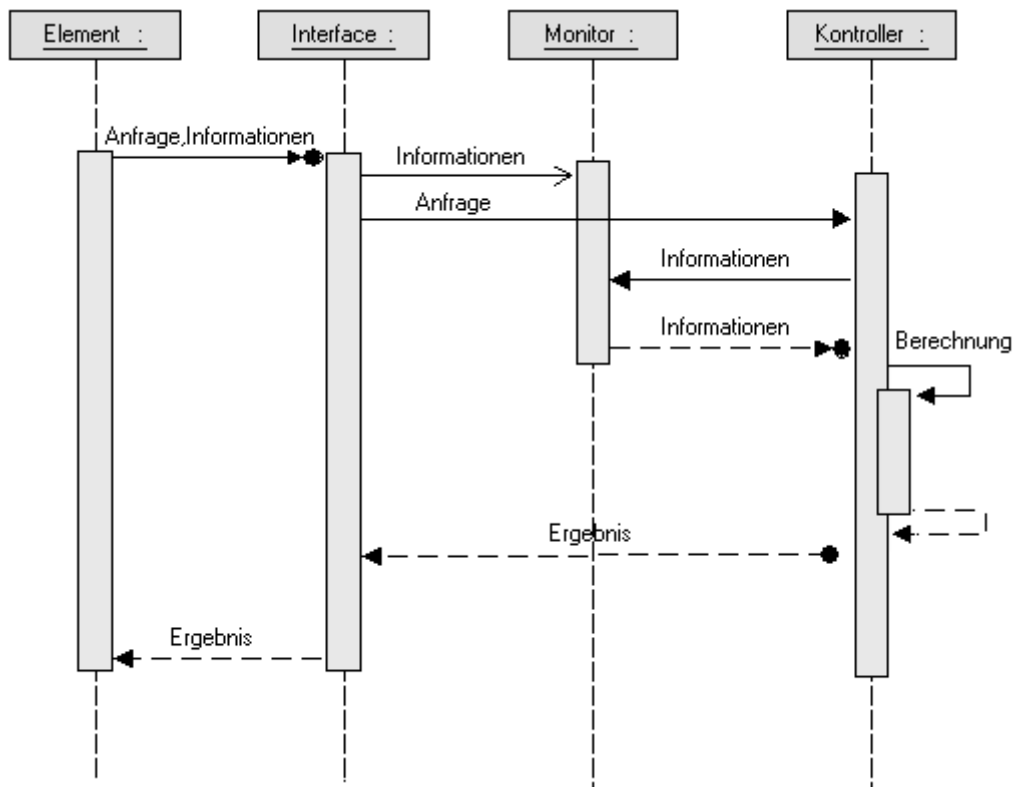 Element :
Interface :
Monitor :
Kontroller :
Anfrage,Informationen
Informationen
Anfrage
Informationen
Informationen
Berechnung
Ergebnis
Ergebnis